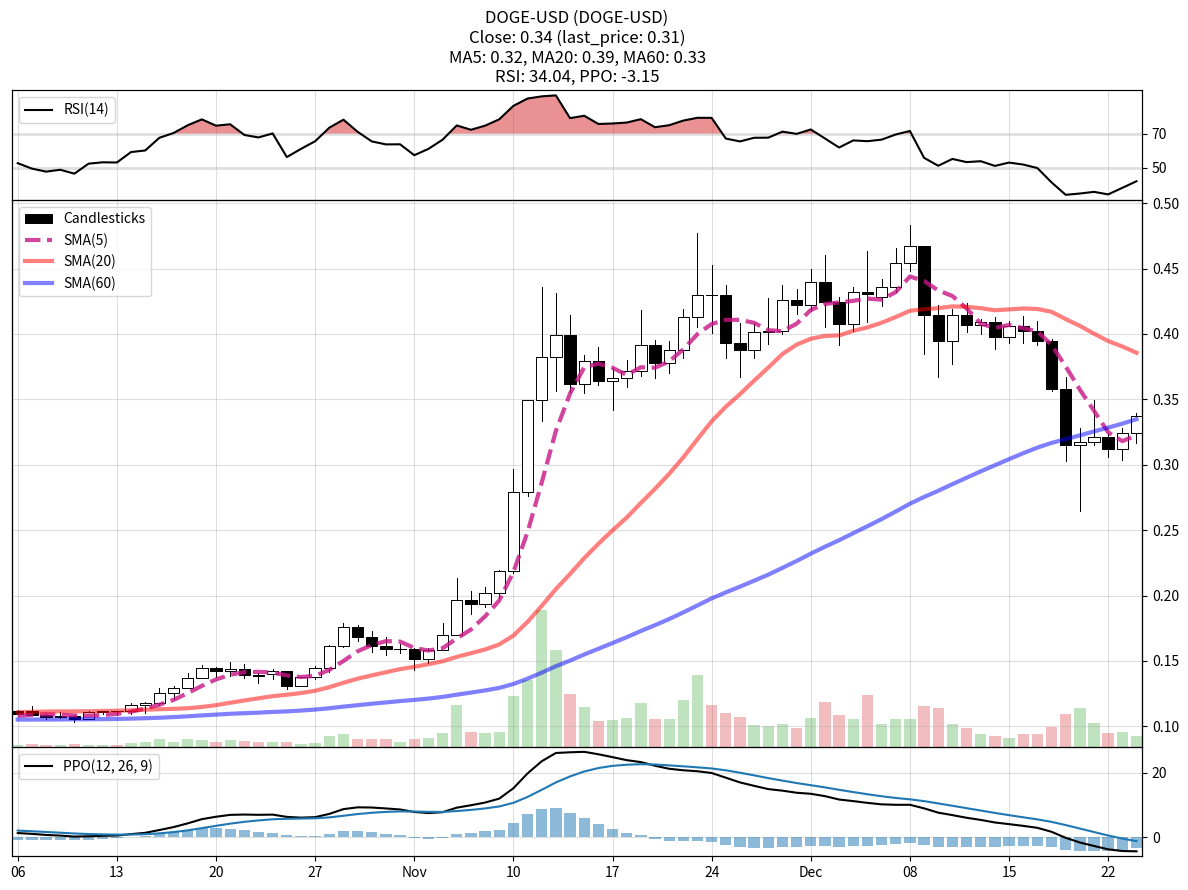 DOGE-USD (DOGE-USD)
Close: 0.34 (last_price: 0.31)
MA5: 0.32, MA20: 0.39, MA60: 0.33
RSI: 34.04, PPO: -3.15
RSI(14)
70
50
Candlesticks
SMA(5)
SMA(20)
SMA(60)
0.50
0.45
0.40
0.35
0.30
0.25
0.20
0.15
0.10
PPO(12, 26, 9)
20
0
06 13 20 27 Nov 10 17 24 Dec 08 15 22